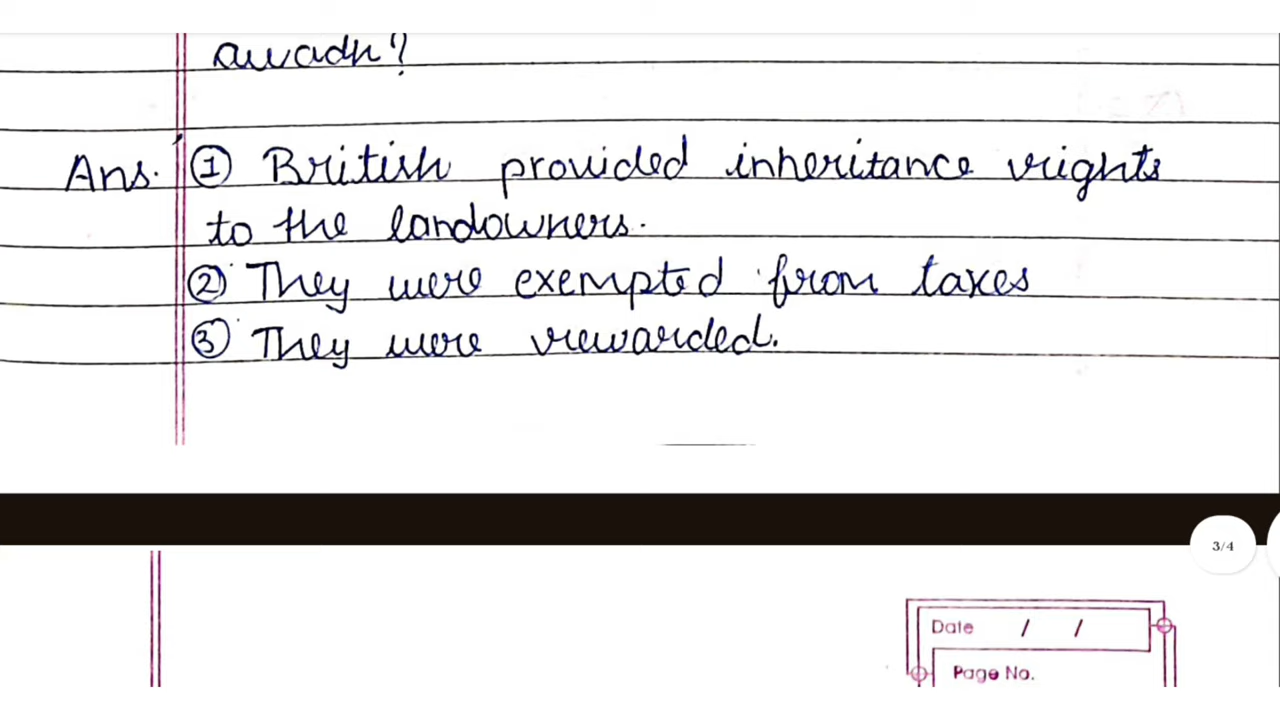 awadh?
Ans. ① British provided inheritance rights
to the landowners.
② They were exempted from taxes
③ They were rewarded.
3/4
Date / /
Page No.